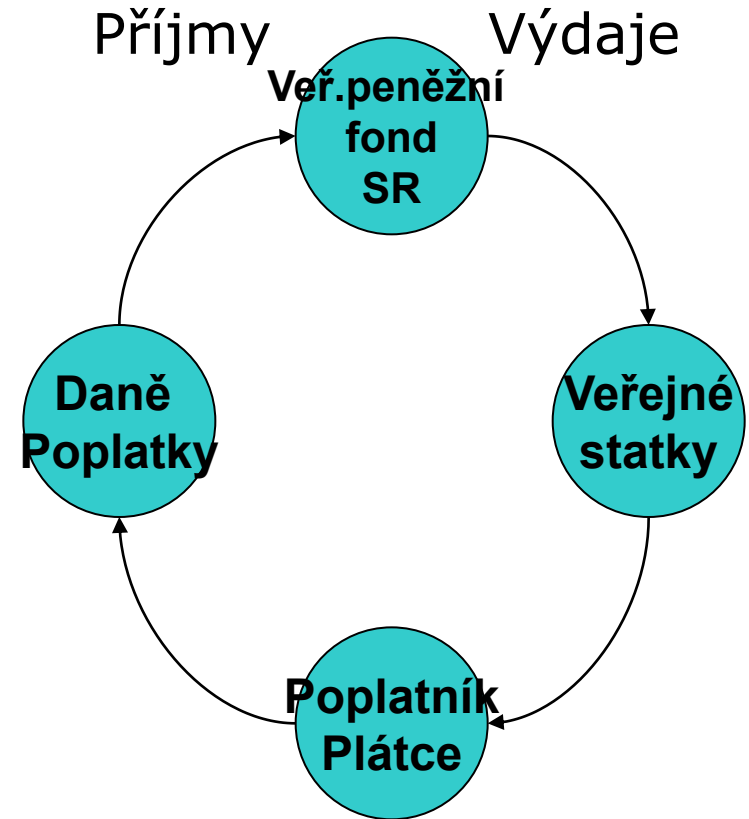 Příjmy
Výdaje
Veř.peněžní
fond
SR
Daně
Poplatky
Veřejné
statky
Poplatník
Plátce